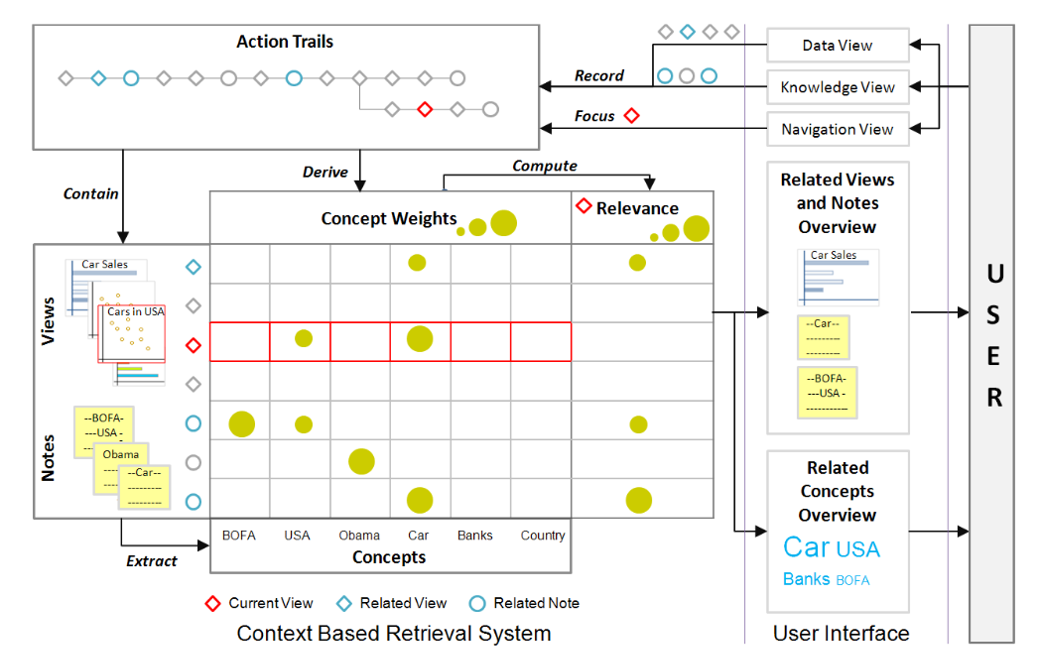 Action Trails
Record
Focus
Data View
Knowledge View
Navigation View
Contain
Derive
Compute
Concept Weights
Relevance
Views
Car Sales
Cars In USA
Notes
--BOFA-
---USA -
--
Obama
----
----
--Car--
---------
---------
BOFA
USA
Obama
Car
Banks
Country
Concepts
Extract
Related Views
and Notes
Overview
Car Sales
--Car--
---------
---------
--BOFA-
---USA -
-----------
Related
Concepts
Overview
Car USA
Banks BOFA
U
S
E
R
Current View
Related View
Related Note
Context Based Retrieval System
User Interface